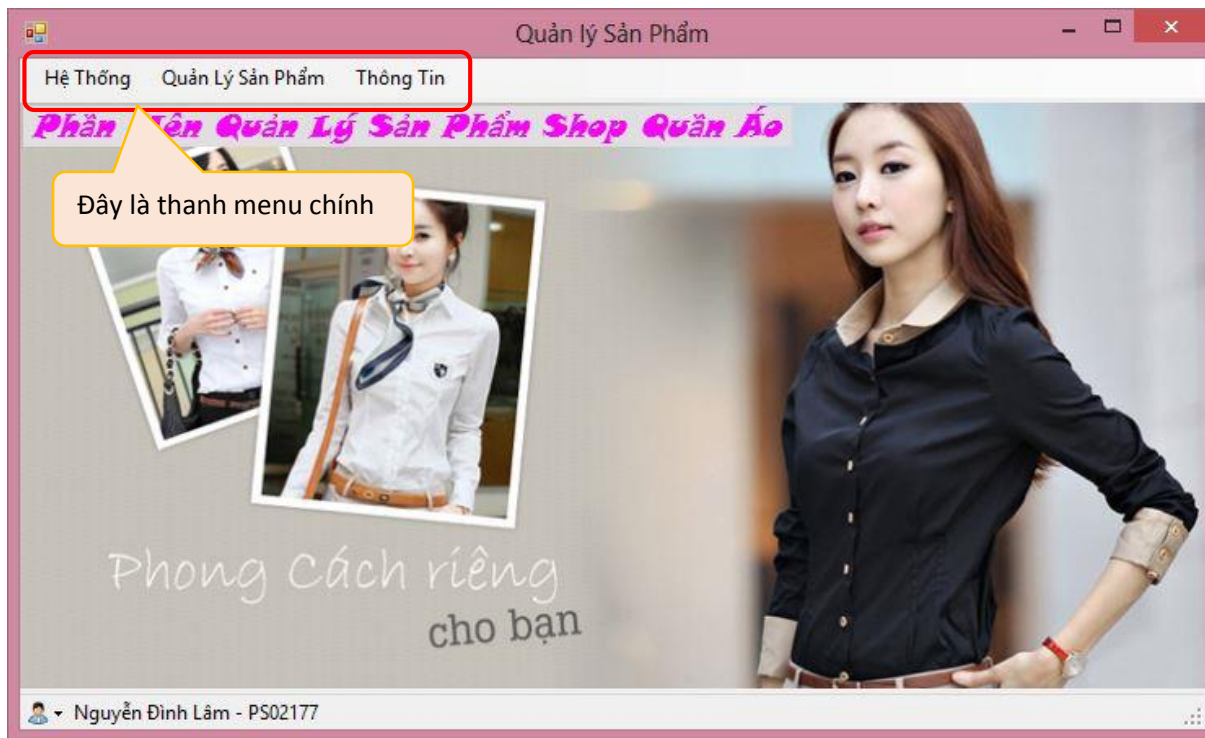 Quản lý Sản Phẩm
Hệ Thống Quản Lý Sản Phẩm Thông Tin
Phần Quản Lý Sản Phẩm Shop Quần Áo
Đây là thanh menu chính
Phong Cách riêng
cho bạn
Nguyễn Đình Lâm - PS02177